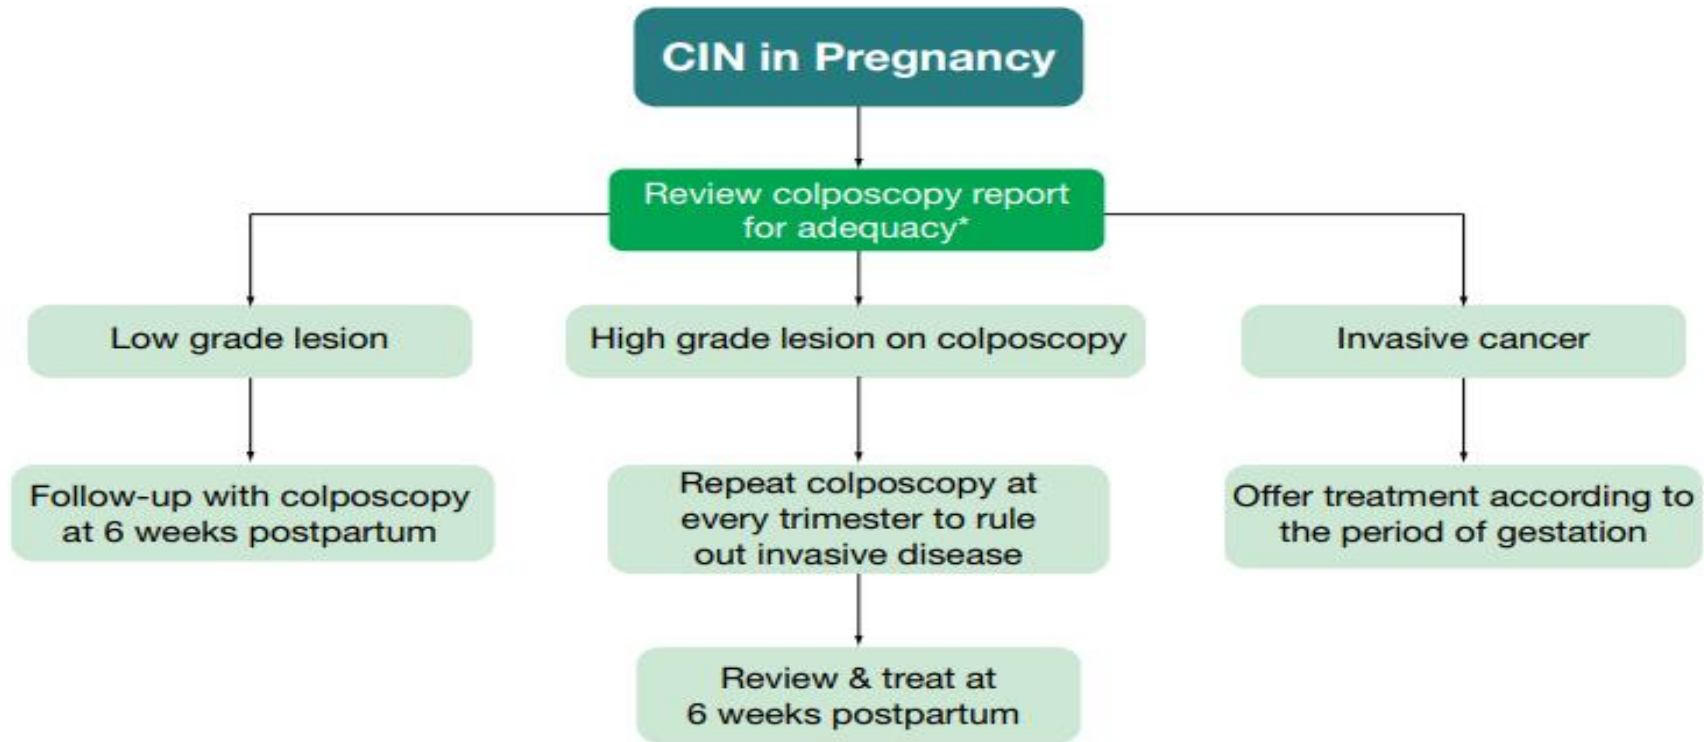 CIN in Pregnancy
Review colposcopy report
for adequacy*
Low grade lesion
High grade lesion on colposcopy
Invasive cancer
Follow-up with colposcopy
at 6 weeks postpartum
Repeat colposcopy at
every trimester to rule
out invasive disease
Offer treatment according to
the period of gestation
Review & treat at
6 weeks postpartum